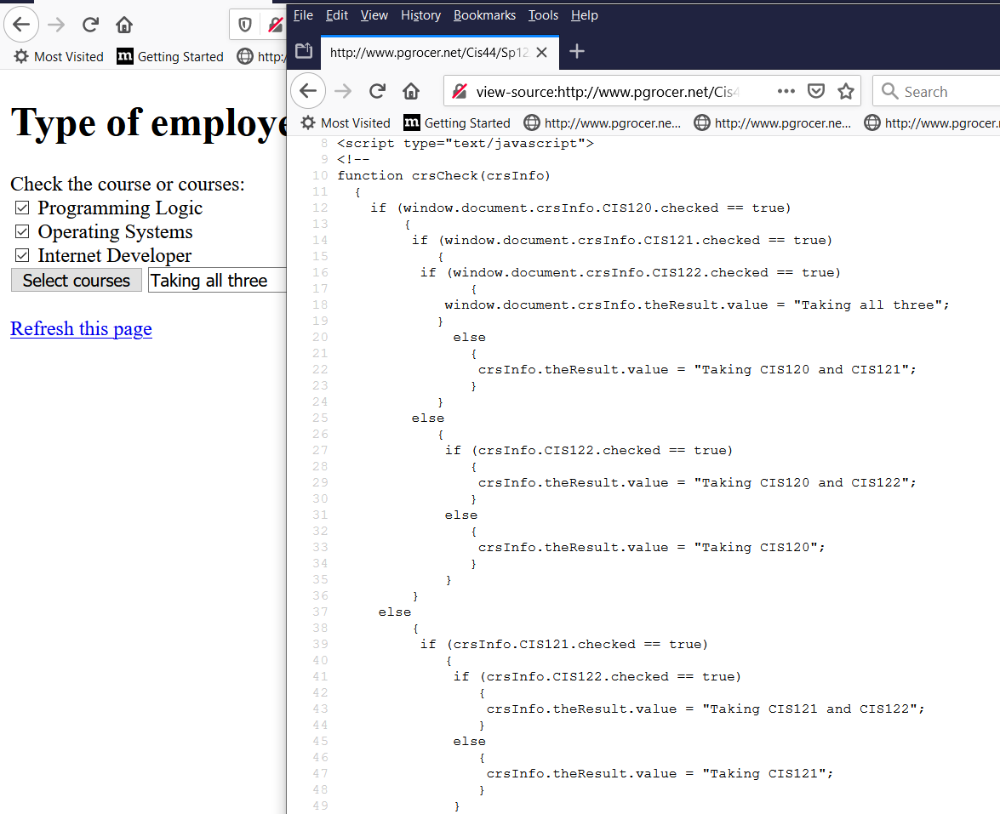 Most Visited
m Getting Started
http:/
Type of employe
Check the course or courses:
Programming Logic
Operating Systems
Internet Developer
Select courses
Taking all three
Refresh this page
File Edit View History Bookmarks Tools Help
http://www.pgrocer.net/Cis44/Sp12
view-source:http://www.pgrocer.net/Cis4
Search
Most Visited
m Getting Started
http://www.pgrocer.ne...
http://www.pgrocer.ne...
http://www.pgrocer.
8 <script type="text/javascript">
9 <!--
10 function crsCheck(crsInfo)
11 {
12 if (window.document.crsInfo.CIS120.checked == true)
13 {
14 if (window.document.crsInfo.CIS121.checked == true)
15 {
16 if (window.document.crsInfo.CIS122.checked == true)
17 {
18 window.document.crsInfo.theResult.value = "Taking all three";
19 }
20 else
21 {
22 crsInfo.theResult.value = "Taking CIS120 and CIS121";
23 }
24 }
25 else
26 {
27 if (crsInfo.CIS122.checked == true)
28 {
29 crsInfo.theResult.value = "Taking CIS120 and CIS122";
30 }
31 else
32 {
33 crsInfo.theResult.value = "Taking CIS120";
34 }
35 }
36 }
37 else
38 {
39 if (crsInfo.CIS121.checked == true)
40 {
41 if (crsInfo.CIS122.checked == true)
42 {
43 crsInfo.theResult.value = "Taking CIS121 and CIS122";
44 }
45 else
46 {
47 crsInfo.theResult.value = "Taking CIS121";
48 }
49 }